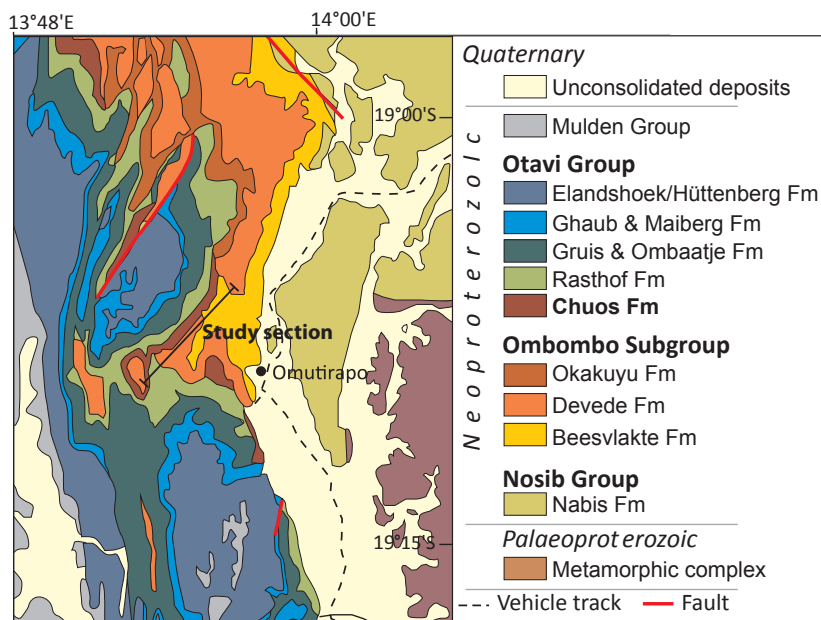 13°48'E
14°00'E
19°00'S
Study section
Omutirapo
19°15'S
Quaternary
Unconsolidated deposits
Neoproterozoic
Mulden Group
Otavi Group
Elandshoek/Hüttenberg Fm
Ghaub & Maiberg Fm
Gruis & Ombaatje Fm
Rasthof Fm
Chuos Fm
Ombombo Subgroup
Okakuyu Fm
Devede Fm
Beesvlakte Fm
Nosib Group
Nabis Fm
Palaeoprot erozoic
Metamorphic complex
Vehicle track
Fault